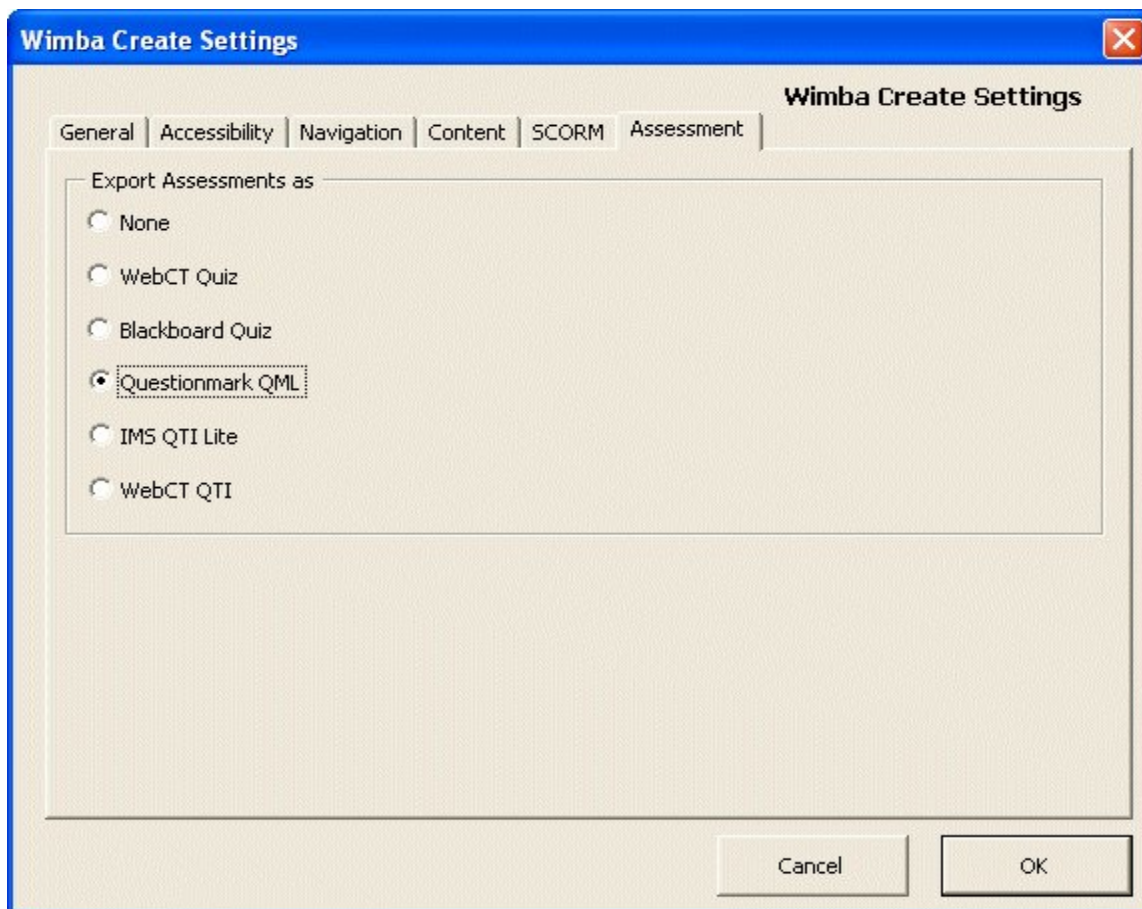 Wimba Create Settings
Wimba Create Settings
General Accessibility Navigation Content SCORM Assessment
Export Assessments as
None
WebCT Quiz
Blackboard Quiz
Questionmark QML
IMS QTI Lite
WebCT QTI
Cancel OK